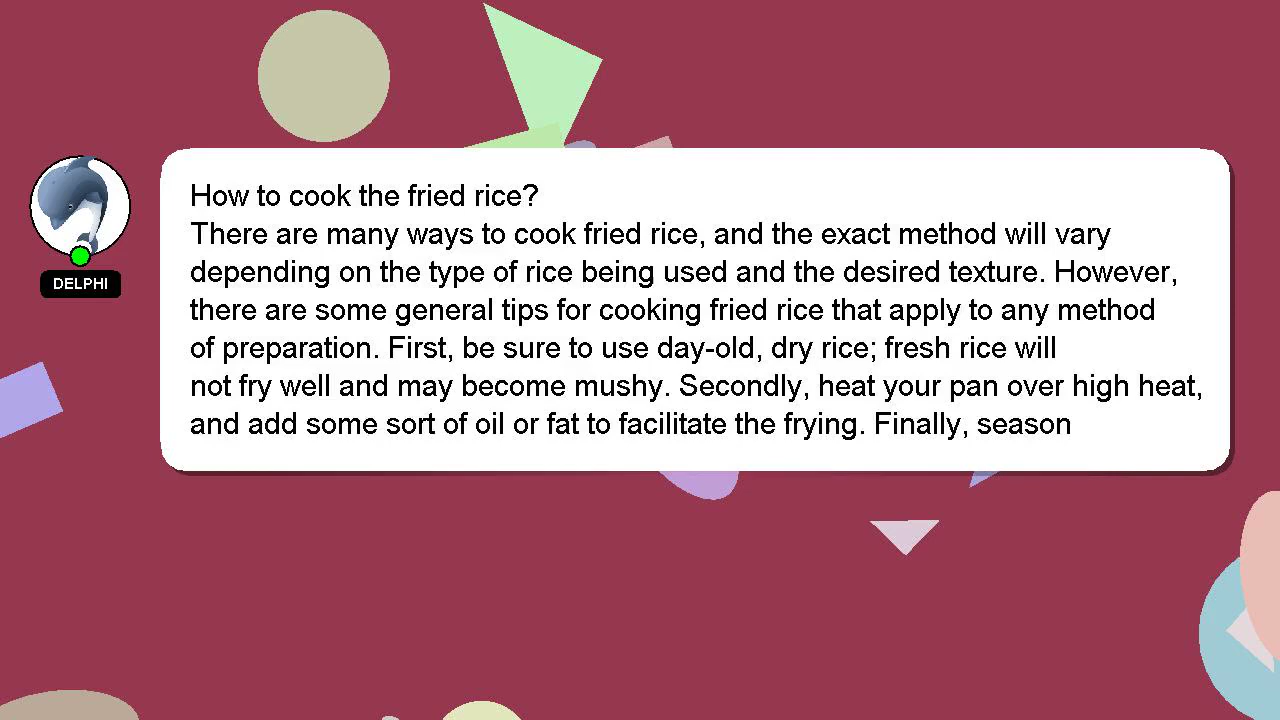 DELPHI
How to cook the fried rice?
There are many ways to cook fried rice, and the exact method will vary
depending on the type of rice being used and the desired texture. However,
there are some general tips for cooking fried rice that apply to any method
of preparation. First, be sure to use day-old, dry rice; fresh rice will
not fry well and may become mushy. Secondly, heat your pan over high heat,
and add some sort of oil or fat to facilitate the frying. Finally, season